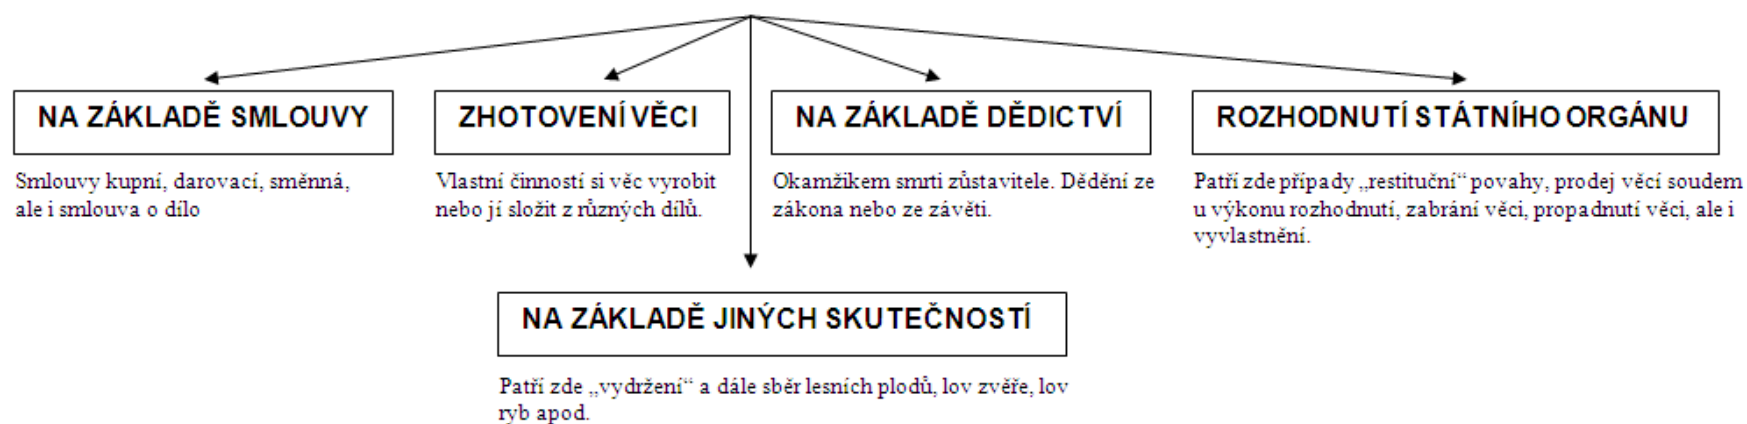 NA ZÁKLADĚ SMLOUVY
Smlouvy kupní, darovací, směnná,
ale i smlouva o dílo
ZHOTOVENÍ VĚCI
Vlastní činností si věc vyrobit
nebo jí složit z různých dílů.
NA ZÁKLADĚ DĚDICTVÍ
Okamžikem smrti zůstavitele. Dědění ze
zákona nebo ze závěti.
ROZHODNUTÍ STÁTNÍHO ORGÁNU
Patří zde případy „restituční“ povahy, prodej věcí soudem
u výkonu rozhodnutí, zabrání věci, propadnutí věci, ale i
vyvlastnění.
NA ZÁKLADĚ JINÝCH SKUTEČNOSTÍ
Patří zde „vydržení“ a dále sběr lesních plodů, lov zvěře, lov
ryb apod.